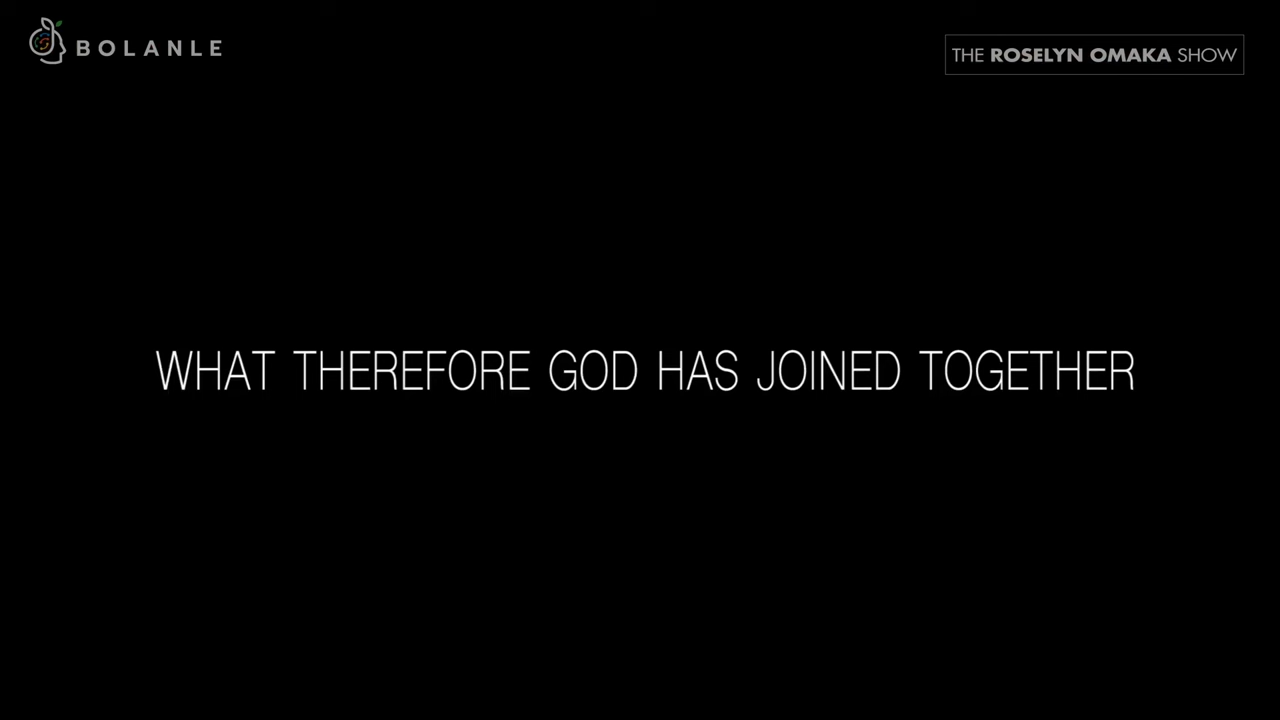 BOLANLE
THE ROSELYN OMAKA SHOW
WHAT THEREFORE GOD HAS JOINED TOGETHER